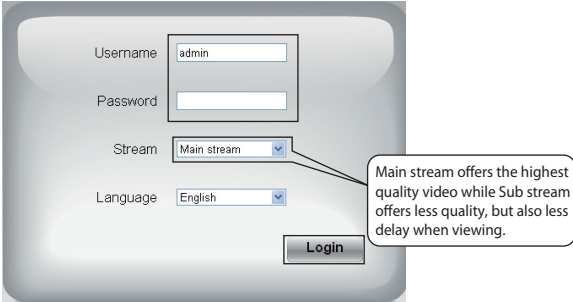 Username admin
Password
Stream Main stream
Language English
Login
Main stream offers the highest
quality video while Sub stream
offers less quality, but also less
delay when viewing.